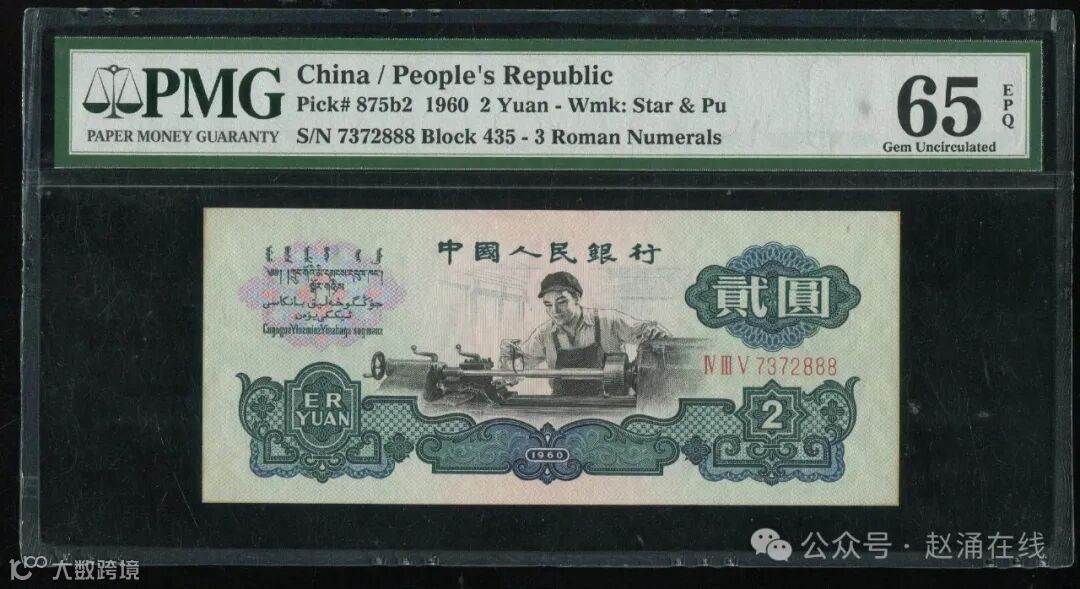 PMG
PAPER MONEY GUARANTY
China / People's Republic
Pick# 875b2 1960 2 Yuan - Wmk: Star & Pu
S/N 7372888 Block 435 - 3 Roman Numerals
65
EPQ
Gem Uncirculated
中國人民銀行
貳圓
IV III V 7372888
ER
YUAN
1960
2
公众号 · 赵涌在线
大数跨境